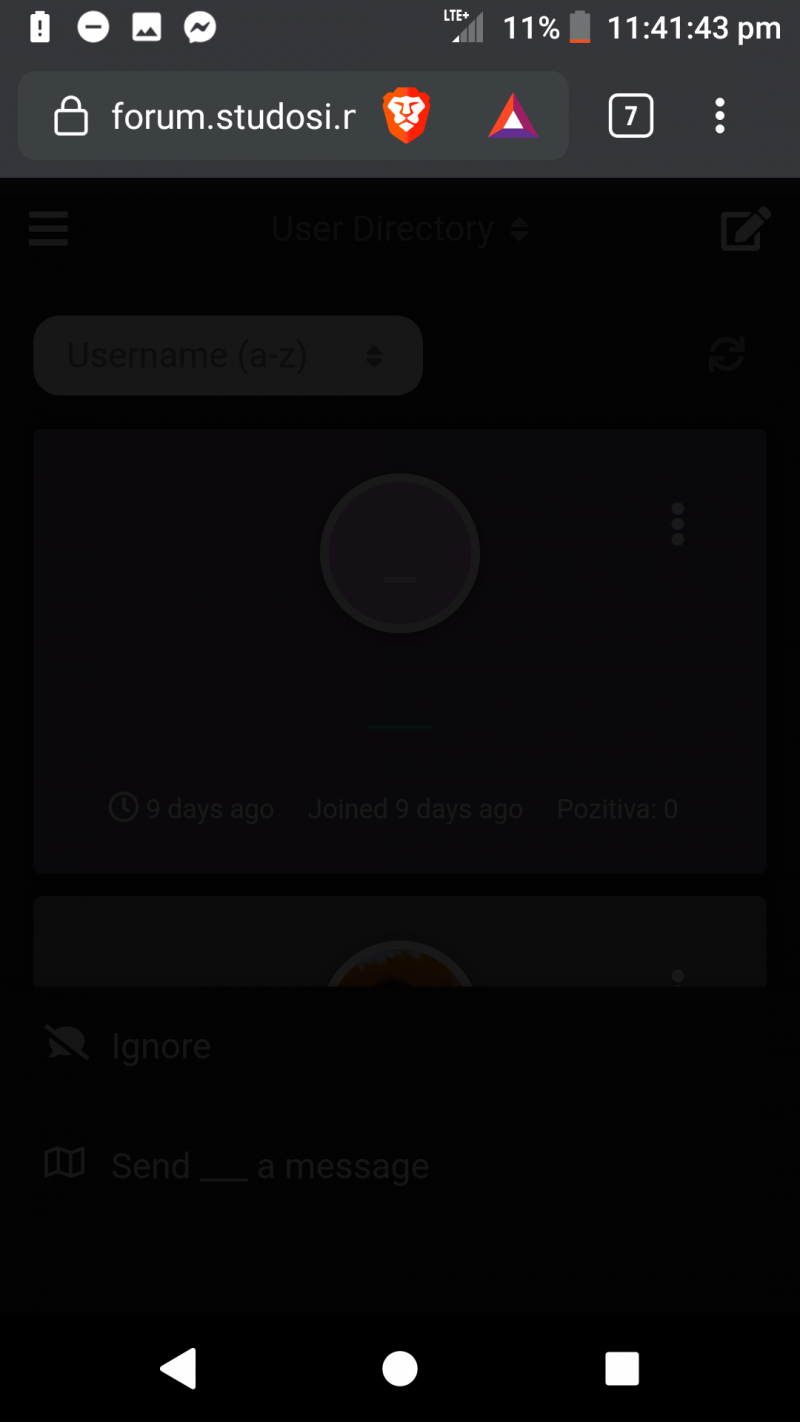 LTE+ 11% 11:41:43 pm
forum.studosi.r 7
User Directory
Username (a-z)
_
___
9 days ago Joined 9 days ago Pozitiva: 0
Ignore
Send ___ a message